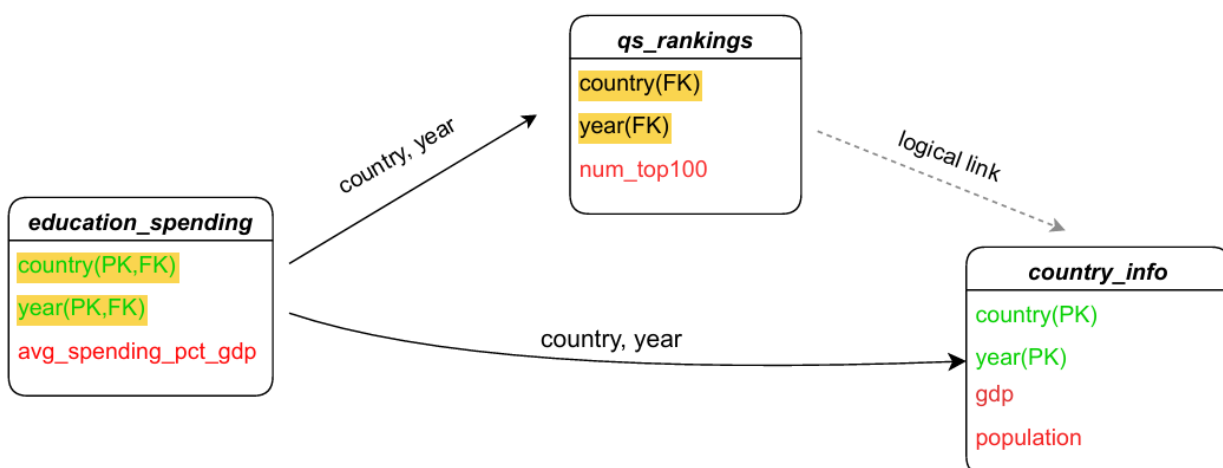 qs_rankings
country(FK)
year(FK)
num_top100
country, year
logical link
education_spending
country(PK,FK)
year(PK,FK)
avg_spending_pct_gdp
country, year
country_info
country(PK)
year(PK)
gdp
population